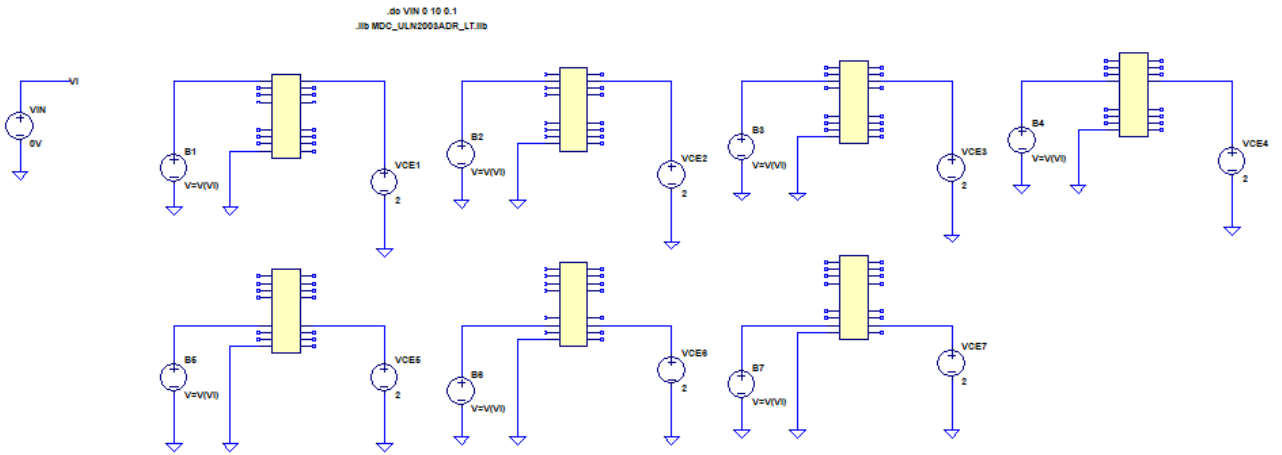 .dc VIN 0 10 0.1
.lib MDC_ULN2003ADR_LT.lib
VI
VIN
0V
B1
V=V(VI)
VCE1
2
B2
V=V(VI)
VCE2
2
B3
V=V(VI)
VCE3
2
B4
V=V(VI)
VCE4
2
B5
V=V(VI)
VCE5
2
B6
V=V(VI)
VCE6
2
B7
V=V(VI)
VCE7
2